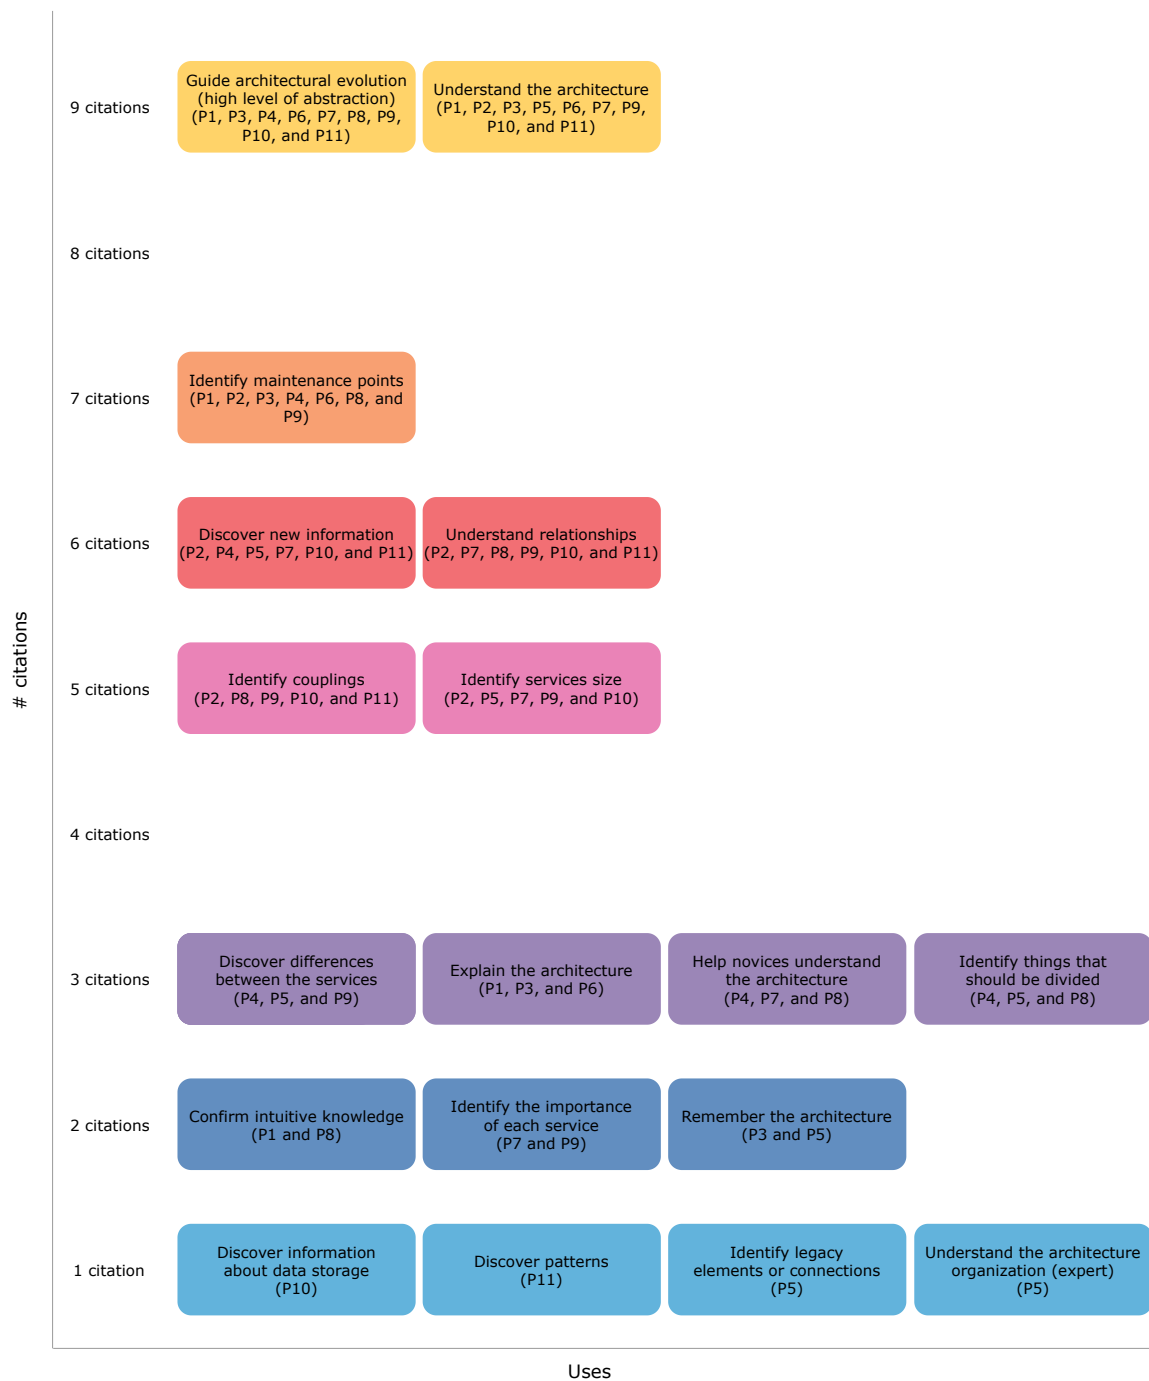 # citations
9 citations
Guide architectural evolution
(high level of abstraction)
(P1, P3, P4, P6, P7, P8, P9,
P10, and P11)
Understand the architecture
(P1, P2, P3, P5, P6, P7, P9,
P10, and P11)
8 citations
7 citations
Identify maintenance points
(P1, P2, P3, P4, P6, P8, and
P9)
6 citations
Discover new information
(P2, P4, P5, P7, P10, and P11)
Understand relationships
(P2, P7, P8, P9, P10, and P11)
5 citations
Identify couplings
(P2, P8, P9, P10, and P11)
Identify services size
(P2, P5, P7, P9, and P10)
4 citations
3 citations
Discover differences
between the services
(P4, P5, and P9)
Explain the architecture
(P1, P3, and P6)
Help novices understand
the architecture
(P4, P7, and P8)
Identify things that
should be divided
(P4, P5, and P8)
2 citations
Confirm intuitive knowledge
(P1 and P8)
Identify the importance
of each service
(P7 and P9)
Remember the architecture
(P3 and P5)
1 citation
Discover information
about data storage
(P10)
Discover patterns
(P11)
Identify legacy
elements or connections
(P5)
Understand the architecture
organization (expert)
(P5)
Uses